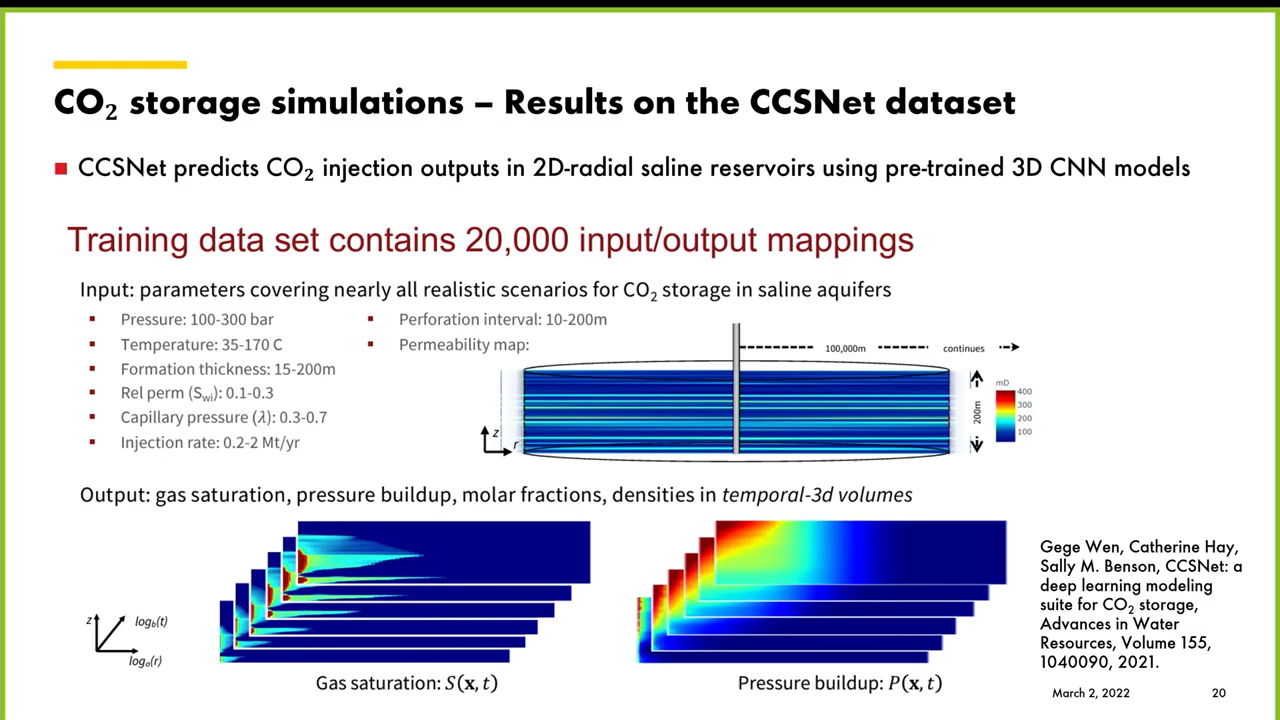 CO₂ storage simulations – Results on the CCSNet dataset
CCSNet predicts CO₂ injection outputs in 2D-radial saline reservoirs using pre-trained 3D CNN models
Training data set contains 20,000 input/output mappings
Input: parameters covering nearly all realistic scenarios for CO₂ storage in saline aquifers
Pressure: 100-300 bar
Temperature: 35-170 C
Formation thickness: 15-200m
Rel perm (Swi): 0.1-0.3
Capillary pressure (λ): 0.3-0.7
Injection rate: 0.2-2 Mt/yr
Perforation interval: 10-200m
Permeability map:
100,000m
continues
z
r
200m
mD
400
300
200
100
Output: gas saturation, pressure buildup, molar fractions, densities in temporal-3d volumes
z
logb(t)
loga(r)
Gas saturation: S(x, t)
Pressure buildup: P(x, t)
Gege Wen, Catherine Hay,
Sally M. Benson, CCSNet: a
deep learning modeling
suite for CO₂ storage,
Advances in Water
Resources, Volume 155,
1040090, 2021.
March 2, 2022
20